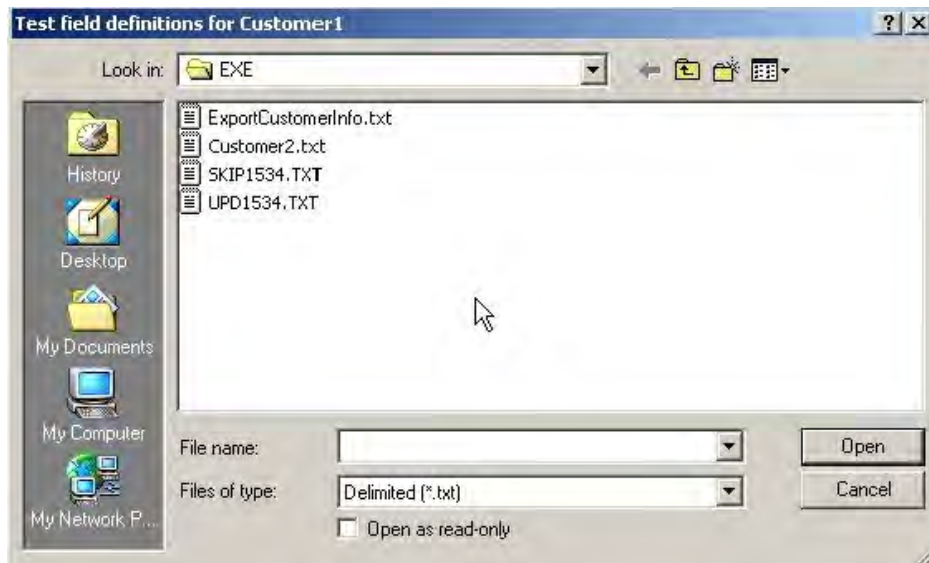 Test field definitions for Customer1
Look in: EXE
ExportCustomerInfo.txt
Customer2.txt
SKIP1534.TXT
UPD1534.TXT
History
Desktop
My Documents
My Computer
My Network P...
File name:
Open
Files of type: Delimited (*.txt)
Cancel
Open as read-only